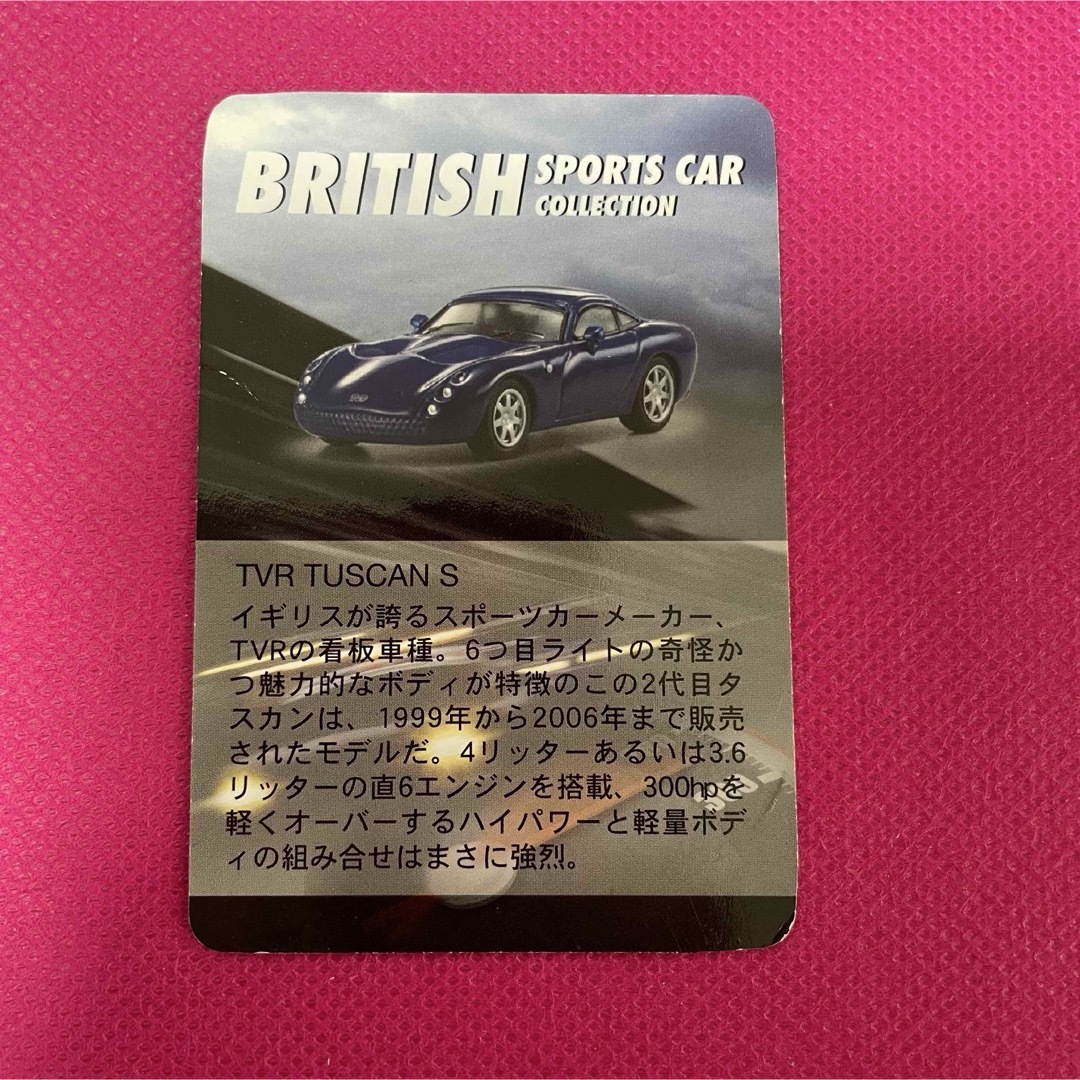 BRITISH SPORTS CAR
COLLECTION
TVR TUSCAN S
イギリスが誇るスポーツカーメーカー、
TVRの看板車種。6つ目ライトの奇怪か
つ魅力的なボディが特徴のこの2代目タ
スカンは、1999年から2006年まで販売
されたモデルだ。4リッターあるいは3.6
リッターの直6エンジンを搭載、300hpを
軽くオーバーするハイパワーと軽量ボデ
ィの組み合せはまさに強烈。